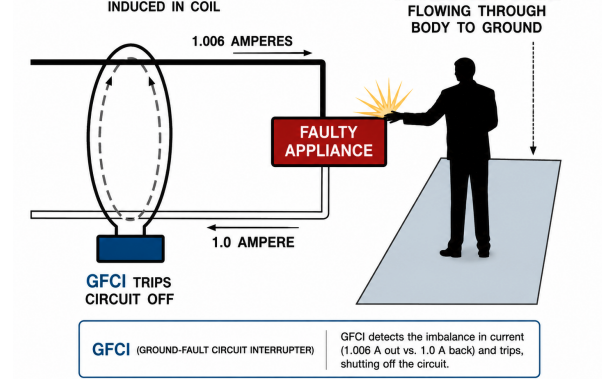 INDUCED IN COIL
FLOWING THROUGH
BODY TO GROUND
1.006 AMPERES
FAULTY
APPLIANCE
1.0 AMPERE
GFCI TRIPS
CIRCUIT OFF
GFCI (GROUND-FAULT CIRCUIT INTERRUPTER)
GFCI detects the imbalance in current
(1.006 A out vs. 1.0 A back) and trips,
shutting off the circuit.